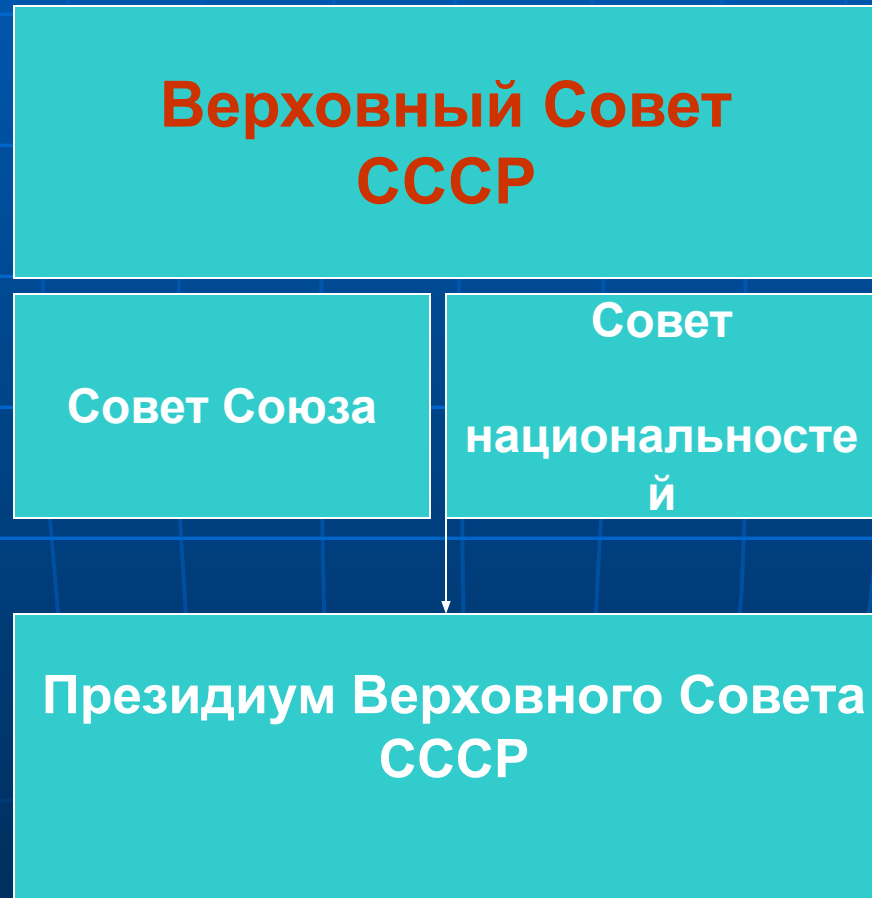 Верховный Совет
СССР
Совет Союза
Совет
национальносте
й
Президиум Верховного Совета
СССР